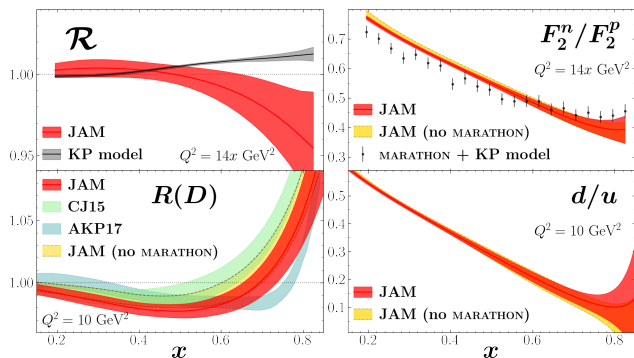 ℛ
1.00
0.95
JAM
KP model
Q² = 14x GeV²
F₂ⁿ/F₂ᵖ
Q² = 14x GeV²
0.7
0.6
0.5
0.4
0.3
JAM
JAM (no MARATHON)
MARATHON + KP model
R(D)
JAM
CJ15
AKP17
JAM (no MARATHON)
1.05
1.00
Q² = 10 GeV²
0.2 0.4 0.6 0.8
x
d/u
Q² = 10 GeV²
0.5
0.4
0.3
0.2
0.1
JAM
JAM (no MARATHON)
0.2 0.4 0.6 0.8
x